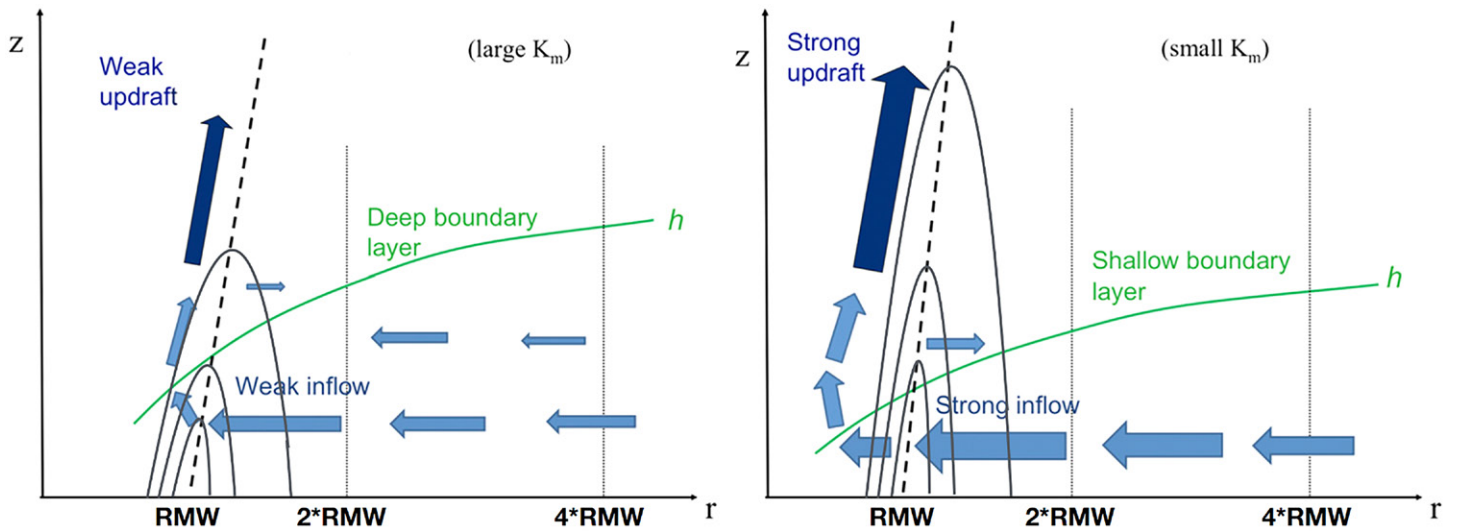 z
(large Km)
Weak
updraft
Deep boundary
layer
h
Weak inflow
r
RMW
2*RMW
4*RMW
z
(small Km)
Strong
updraft
Shallow boundary
layer
h
Strong inflow
r
RMW
2*RMW
4*RMW